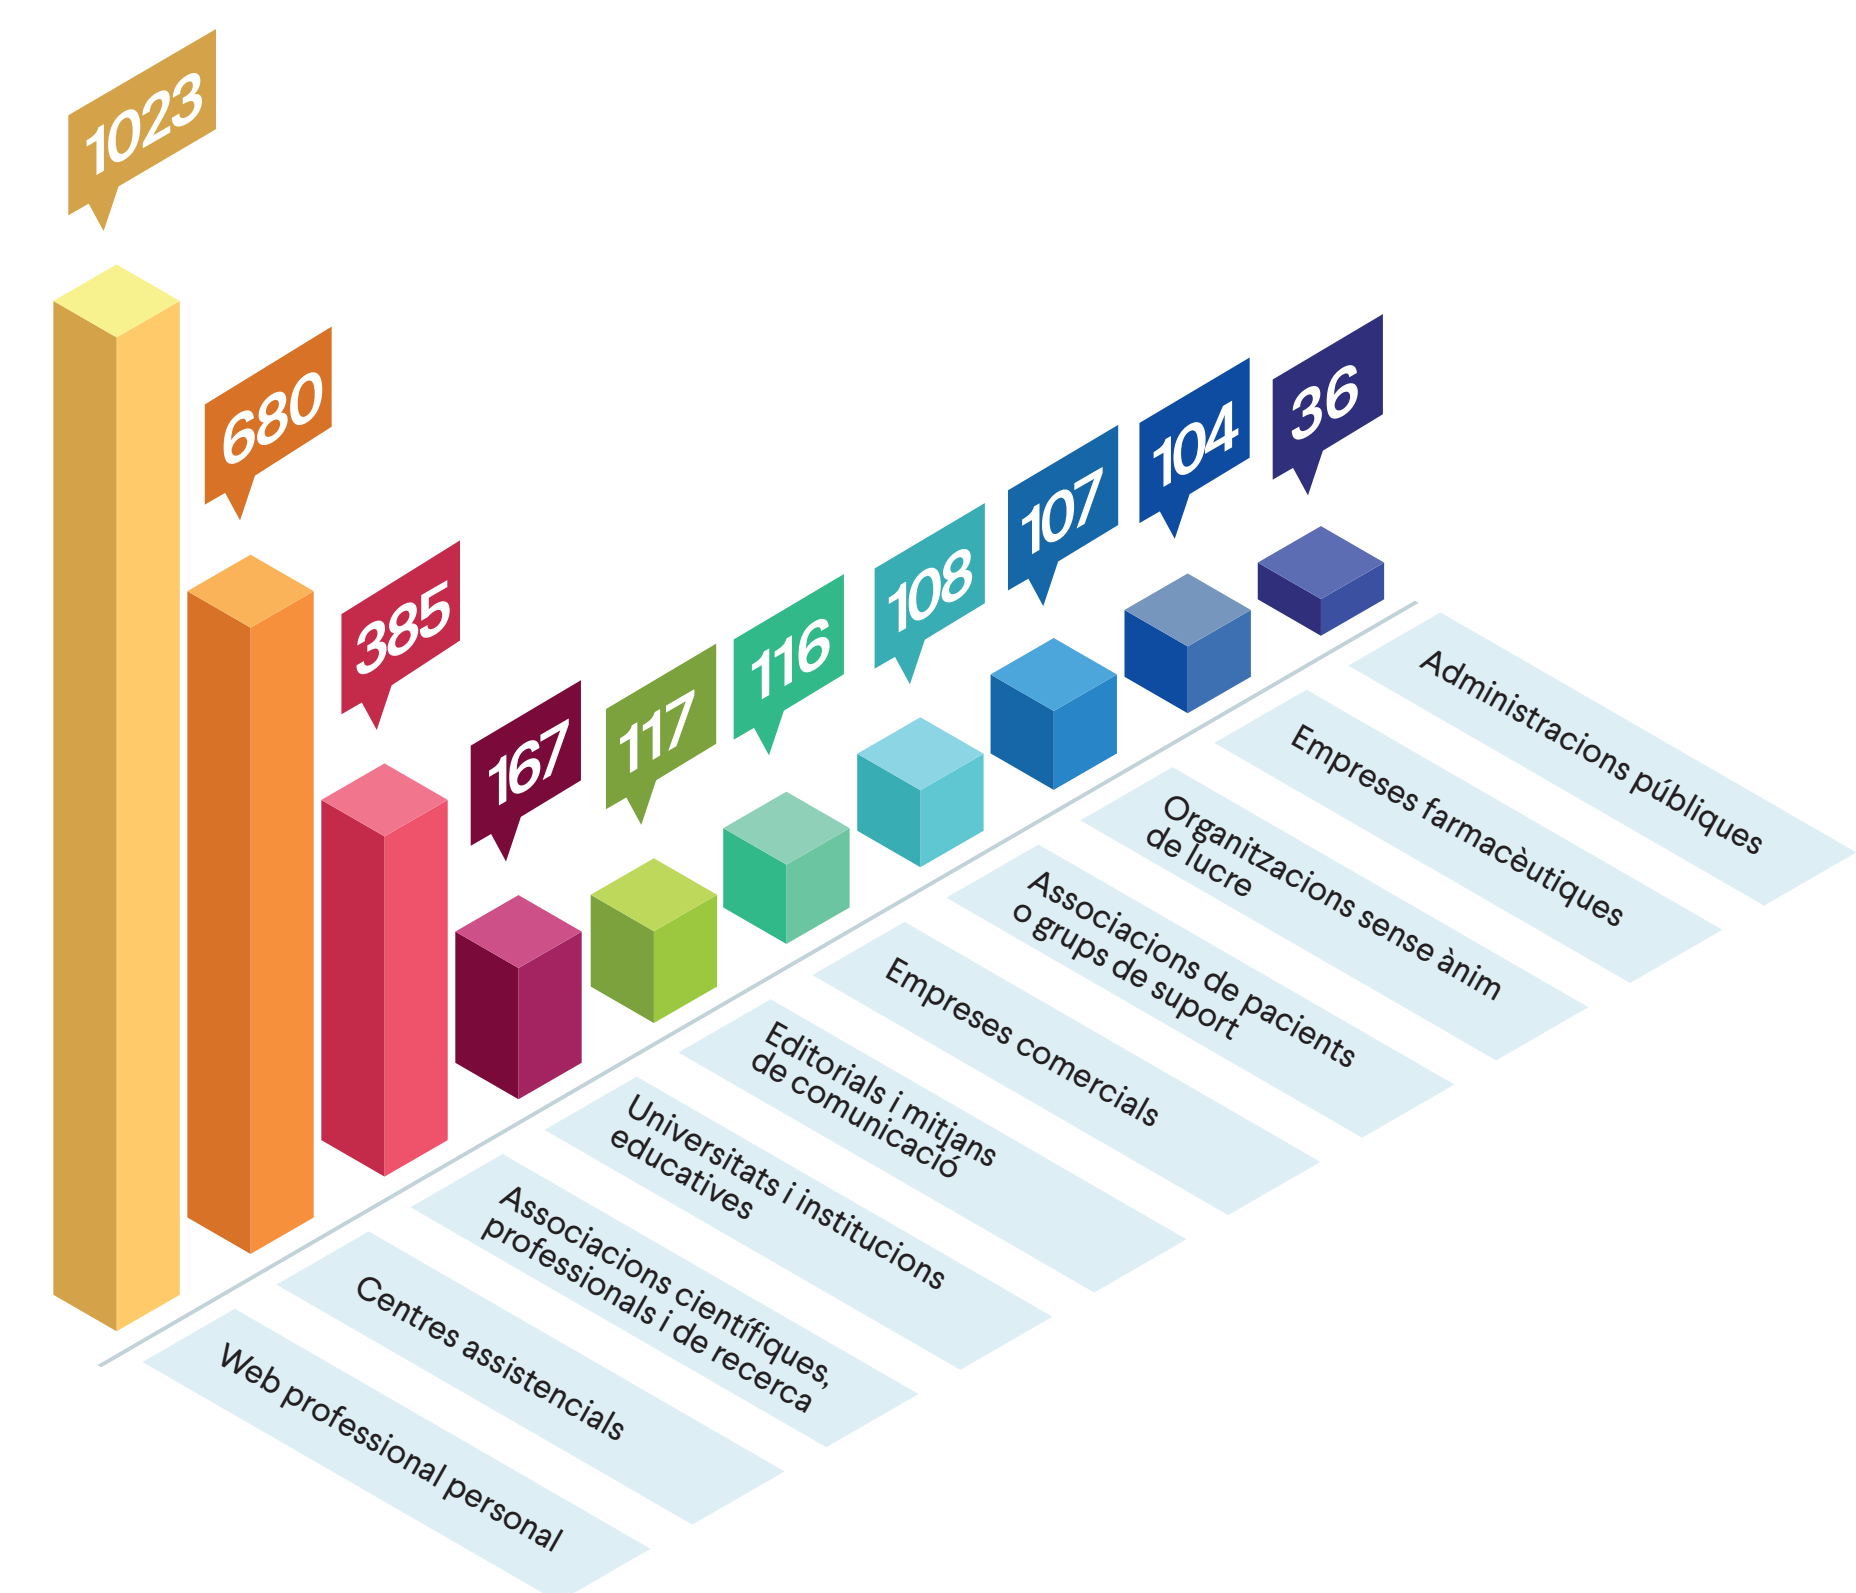 1023
680
385
167
117
116
108
107
104
36
Web professional personal
Centres assistencials
Associacions científiques,
professionals i de recerca
Universitats i institucions
educatives
Editorials i mitjans
de comunicació
Empreses comercials
Associacions de pacients
o grups de suport
Organitzacions sense ànim
de lucre
Empreses farmacèutiques
Administracions públiques